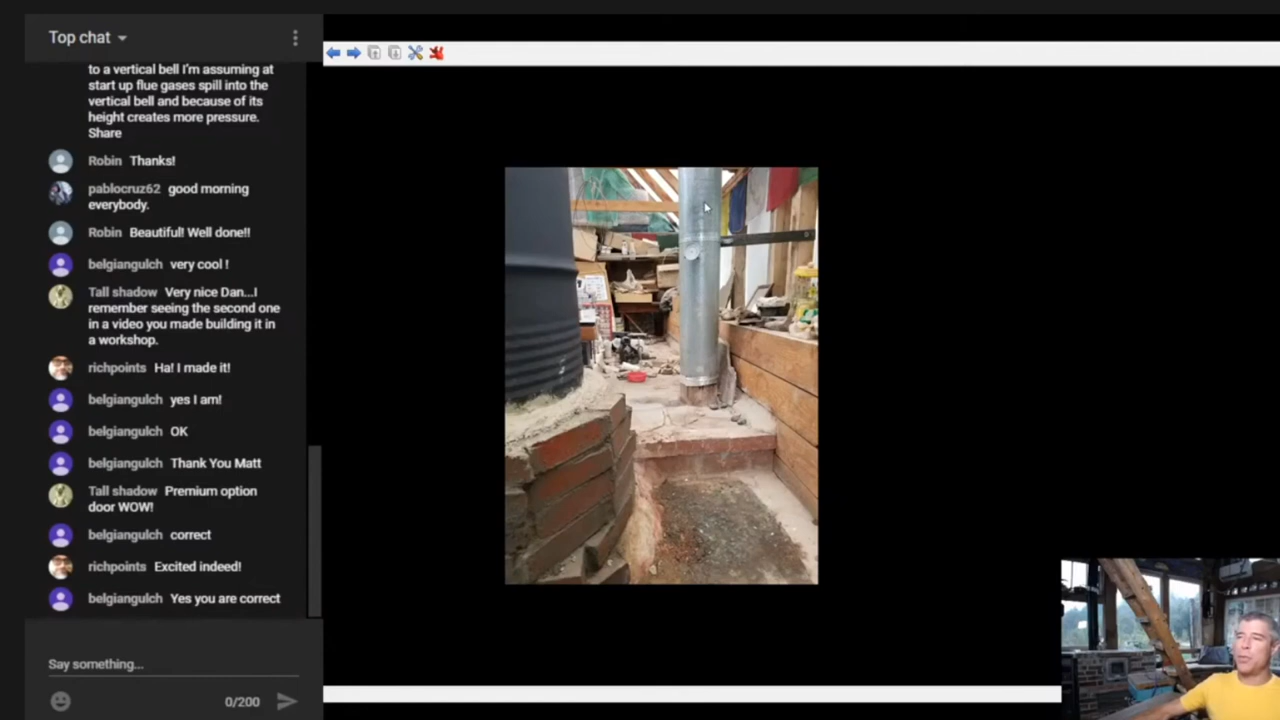 Top chat
to a vertical bell I'm assuming at
start up flue gases spill into the
vertical bell and because of its
height creates more pressure.
Share
Robin Thanks!
pablocruz62 good morning
everybody.
Robin Beautiful! Well done!!
belgiangulch very cool !
Tall shadow Very nice Dan...I
remember seeing the second one
in a video you made building it in
a workshop.
richpoints Ha! I made it!
belgiangulch yes I am!
belgiangulch OK
belgiangulch Thank You Matt
Tall shadow Premium option
door WOW!
belgiangulch correct
richpoints Excited indeed!
belgiangulch Yes you are correct
Say something...
0/200